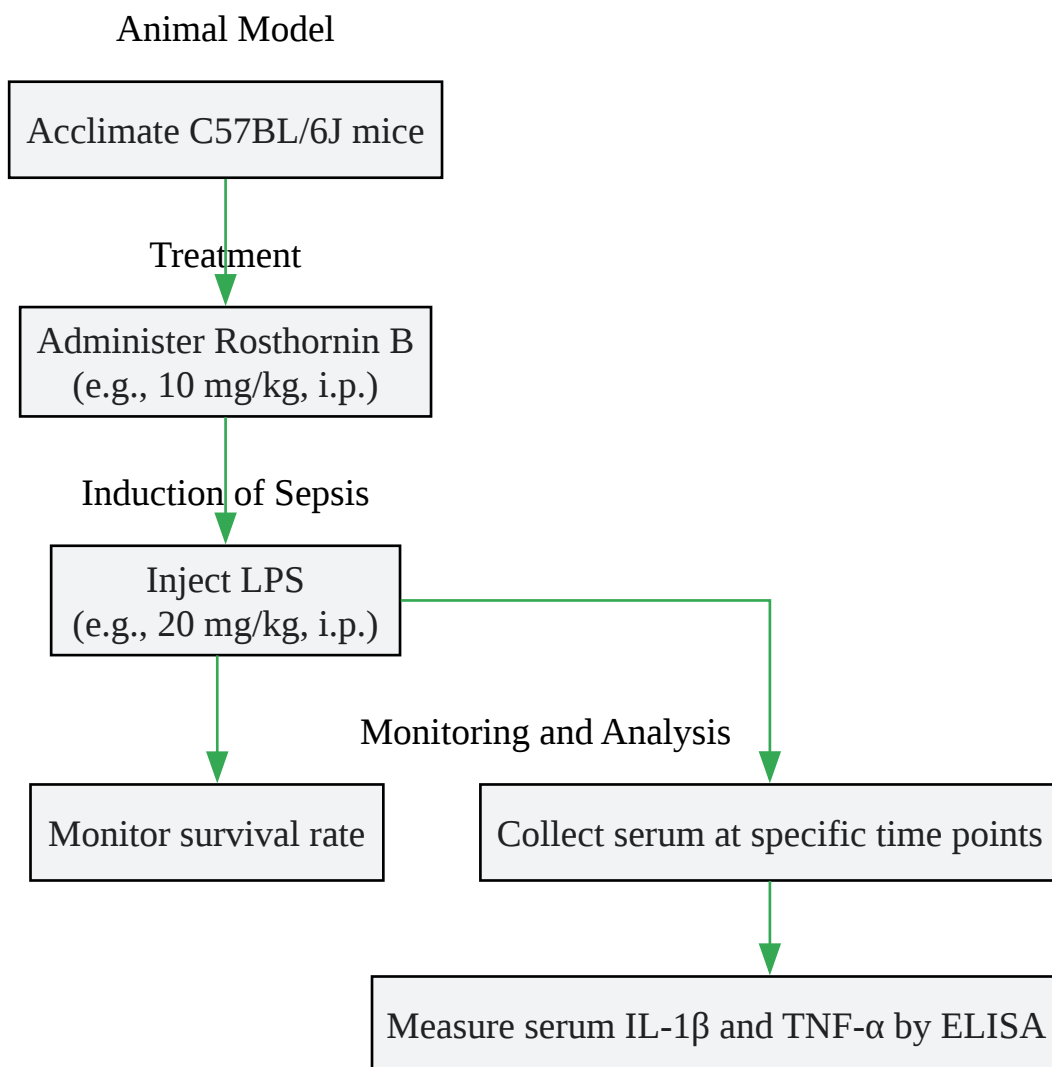 Animal Model
Acclimate C57BL/6J mice
Treatment
Administer Rosthornin B
(e.g., 10 mg/kg, i.p.)
Induction of Sepsis
Inject LPS
(e.g., 20 mg/kg, i.p.)
Monitoring and Analysis
Monitor survival rate
Collect serum at specific time points
Measure serum IL-1β and TNF-α by ELISA